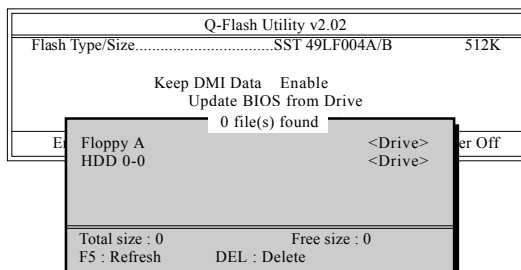 Q-Flash Utility v2.02
Flash Type/Size.................................SST 49LF004A/B 512K
Keep DMI Data Enable
Update BIOS from Drive
0 file(s) found
Floppy A <Drive>
HDD 0-0 <Drive>
Off
Total size : 0 Free size : 0
F5 : Refresh DEL : Delete